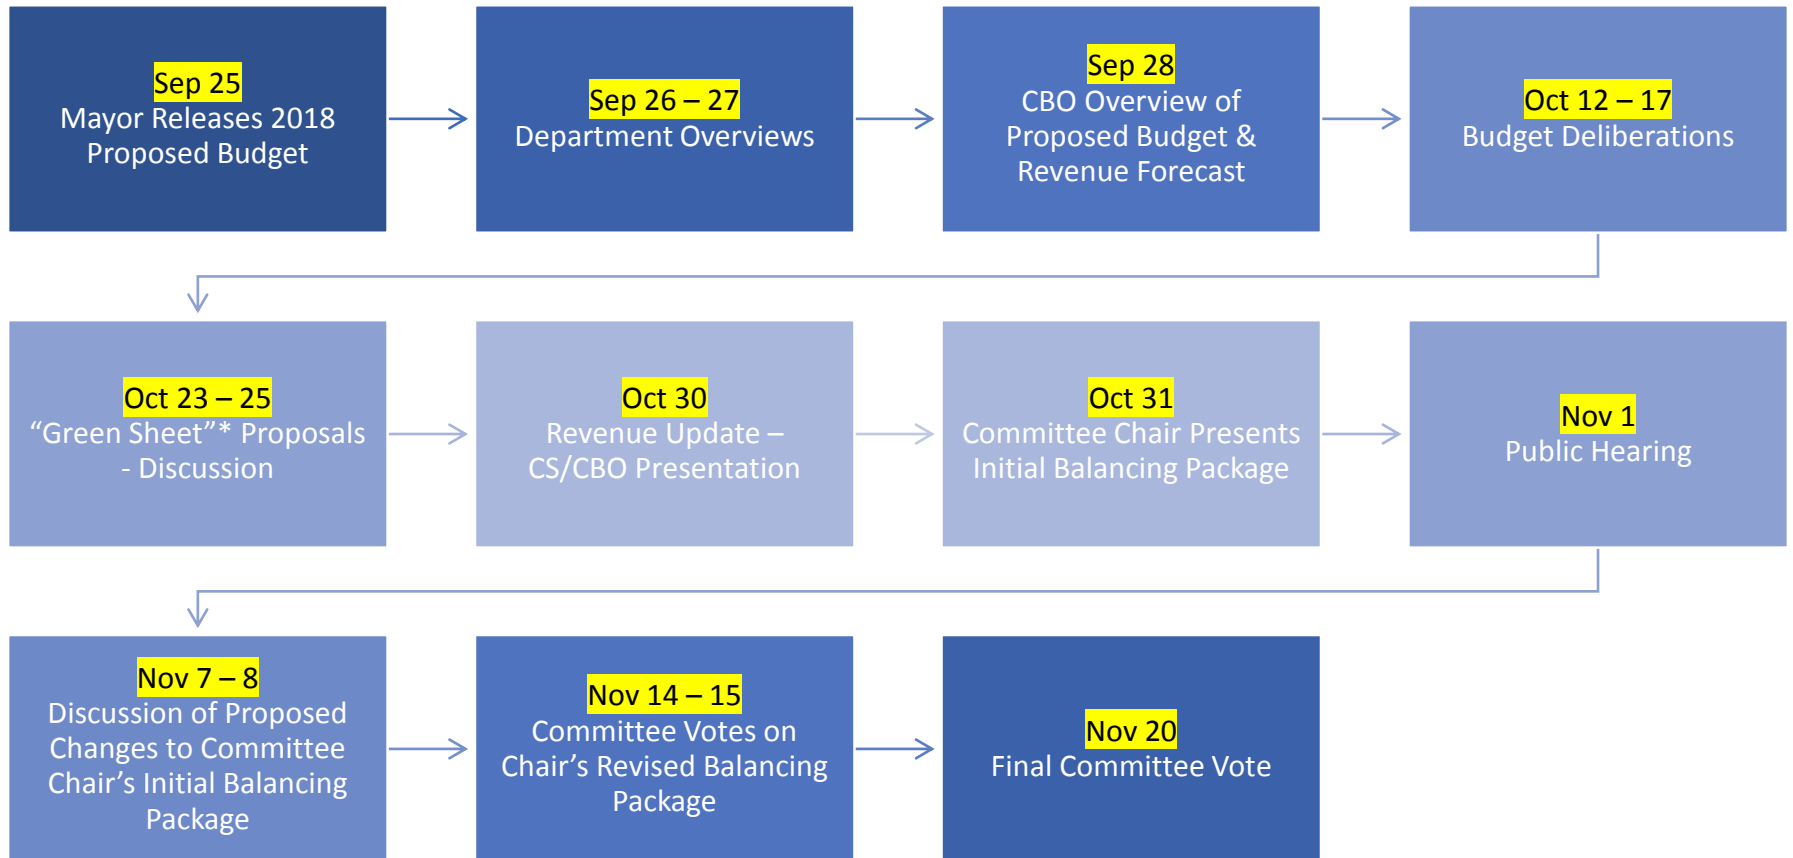 Sep 25
Mayor Releases 2018
Proposed Budget
Sep 26 – 27
Department Overviews
Sep 28
CBO Overview of
Proposed Budget &
Revenue Forecast
Oct 12 – 17
Budget Deliberations
Oct 23 – 25
“Green Sheet”* Proposals
- Discussion
Oct 30
Revenue Update –
CS/CBO Presentation
Oct 31
Committee Chair Presents
Initial Balancing Package
Nov 1
Public Hearing
Nov 7 – 8
Discussion of Proposed
Changes to Committee
Chair’s Initial Balancing
Package
Nov 14 – 15
Committee Votes on
Chair’s Revised Balancing
Package
Nov 20
Final Committee Vote